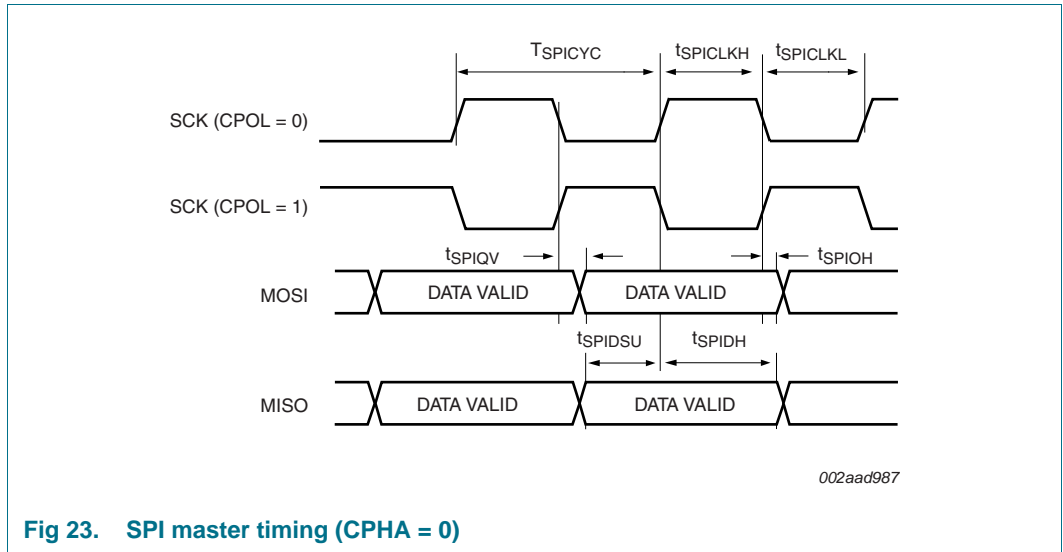 TSPICYC tSPICLKH tSPICLKL
SCK (CPOL = 0)
SCK (CPOL = 1)
tSPIQV tSPIOH
MOSI DATA VALID DATA VALID
tSPIDSU tSPIDH
MISO DATA VALID DATA VALID
002aad987
Fig 23. SPI master timing (CPHA = 0)